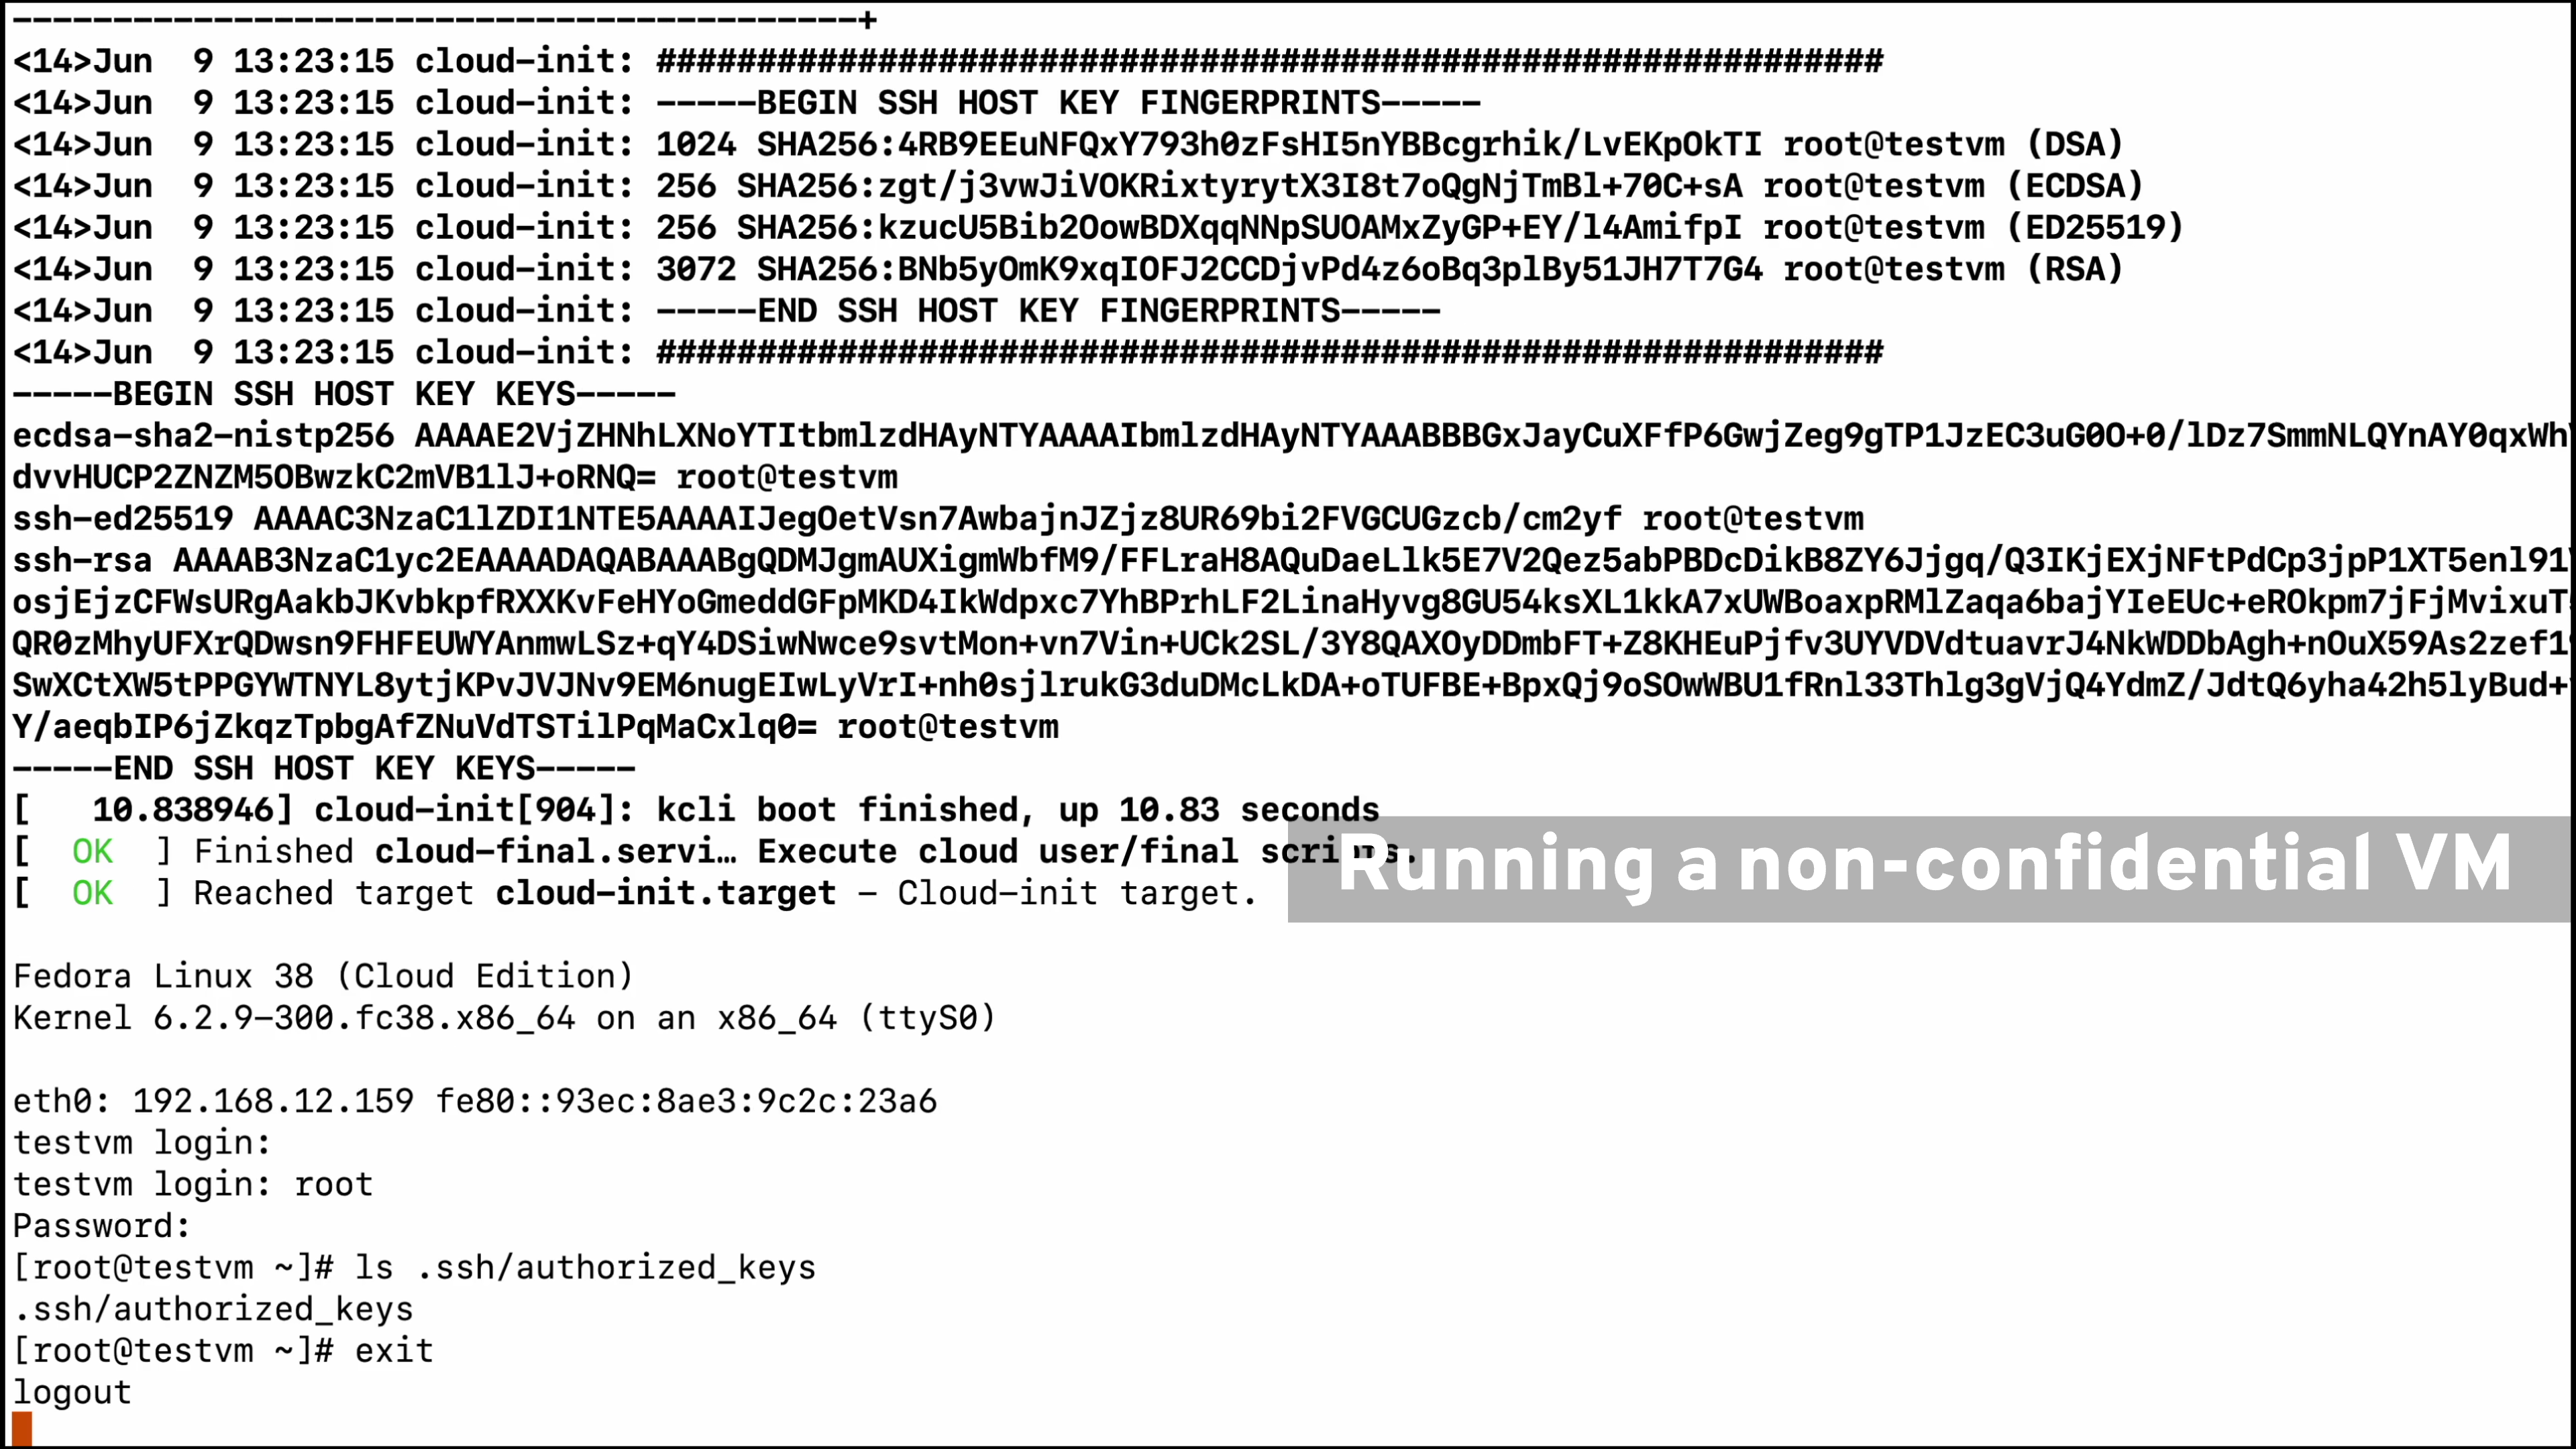 ------------------------------------------+
<14>Jun  9 13:23:15 cloud-init: #############################################################
<14>Jun  9 13:23:15 cloud-init: -----BEGIN SSH HOST KEY FINGERPRINTS-----
<14>Jun  9 13:23:15 cloud-init: 1024 SHA256:4RB9EEuNFQxY793h0zFsHI5nYBBcgrhik/LvEKpOkTI root@testvm (DSA)
<14>Jun  9 13:23:15 cloud-init: 256 SHA256:zgt/j3vwJiVOKRixtyrytX3I8t7oQgNjTmBl+70C+sA root@testvm (ECDSA)
<14>Jun  9 13:23:15 cloud-init: 256 SHA256:kzucU5Bib2OowBDXqqNNpSUOAMxZyGP+EY/l4AmifpI root@testvm (ED25519)
<14>Jun  9 13:23:15 cloud-init: 3072 SHA256:BNb5yOmK9xqIOFJ2CCDjvPd4z6oBq3plBy51JH7T7G4 root@testvm (RSA)
<14>Jun  9 13:23:15 cloud-init: -----END SSH HOST KEY FINGERPRINTS-----
<14>Jun  9 13:23:15 cloud-init: #############################################################
-----BEGIN SSH HOST KEY KEYS-----
ecdsa-sha2-nistp256 AAAAE2VjZHNhLXNoYTItbmlzdHAyNTYAAAAIbmlzdHAyNTYAAABBBGxJayCuXFfP6GwjZeg9gTP1JzEC3uG0O+0/lDz7SmmNLQYnAY0qxWh
dvvHUCP2ZNZM5OBwzkC2mVB1lJ+oRNQ= root@testvm
ssh-ed25519 AAAAC3NzaC1lZDI1NTE5AAAAIJegOetVsn7AwbajnJZjz8UR69bi2FVGCUGzcb/cm2yf root@testvm
ssh-rsa AAAAB3NzaC1yc2EAAAADAQABAAABgQDMJgmAUXigmWbfM9/FFLraH8AQuDaeLlk5E7V2Qez5abPBDcDikB8ZY6Jjgq/Q3IKjEXjNFtPdCp3jpP1XT5enl91
osjEjzCFWsURgAakbJKvbkpfRXXKvFeHYoGmeddGFpMKD4IkWdpxc7YhBPrhLF2LinaHyvg8GU54ksXL1kkA7xUWBoaxpRMlZaqa6bajYIeEUc+eROkpm7jFjMvixuT
QR0zMhyUFXrQDwsn9FHFEUWYAnmwLSz+qY4DSiwNwce9svtMon+vn7Vin+UCk2SL/3Y8QAXOyDDmbFT+Z8KHEuPjfv3UYVDVdtuavrJ4NkWDDbAgh+nOuX59As2zef1
SwXCtXW5tPPGYWTNYL8ytjKPvJVJNv9EM6nugEIwLyVrI+nh0sjlrukG3duDMcLkDA+oTUFBE+BpxQj9oSOwWBU1fRnl33Thlg3gVjQ4YdmZ/JdtQ6yha42h5lyBud+
Y/aeqbIP6jZkqzTpbgAfZNuVdTSTilPqMaCxlq0= root@testvm
-----END SSH HOST KEY KEYS-----
[   10.838946] cloud-init[904]: kcli boot finished, up 10.83 seconds
[  OK  ] Finished cloud-final.servi… Execute cloud user/final scripts.
Running a non-confidential VM
[  OK  ] Reached target cloud-init.target - Cloud-init target.
Fedora Linux 38 (Cloud Edition)
Kernel 6.2.9-300.fc38.x86_64 on an x86_64 (ttyS0)
eth0: 192.168.12.159 fe80::93ec:8ae3:9c2c:23a6
testvm login:
testvm login: root
Password:
[root@testvm ~]# ls .ssh/authorized_keys
.ssh/authorized_keys
[root@testvm ~]# exit
logout